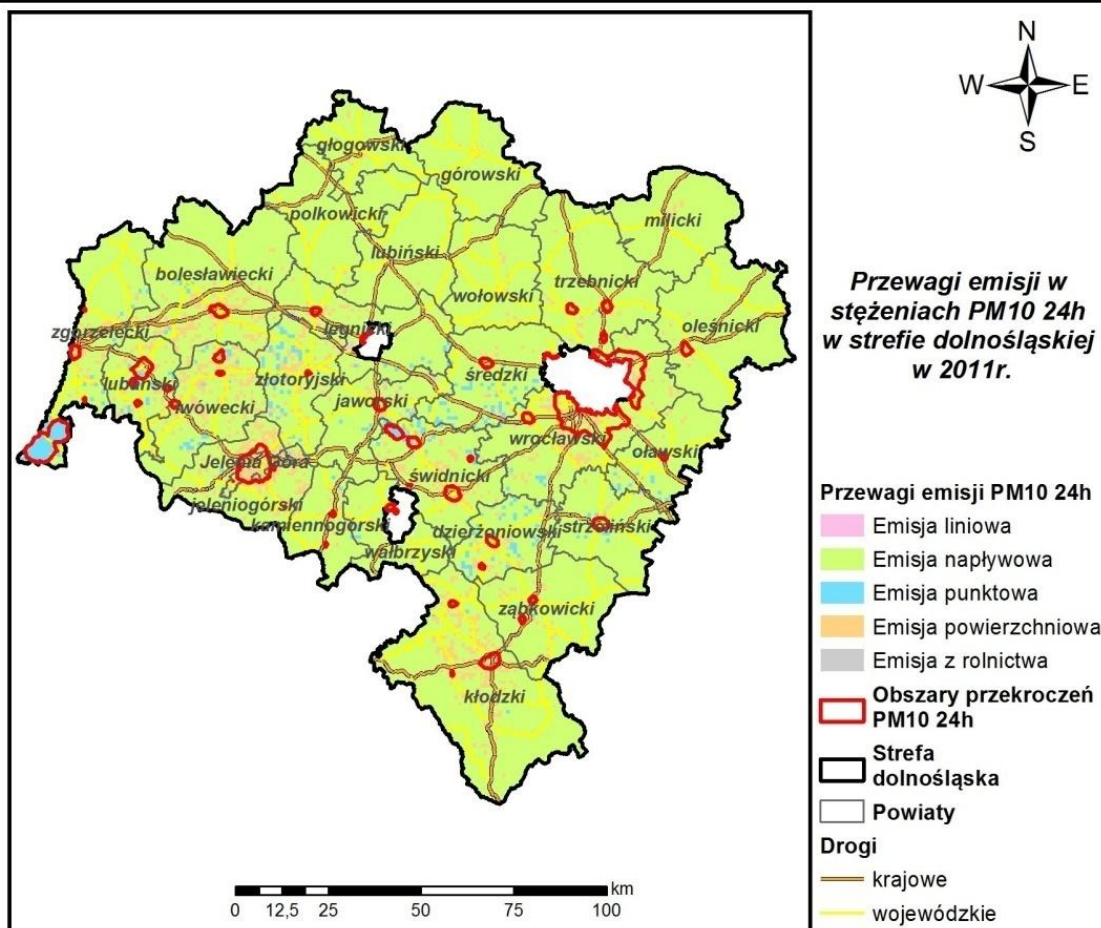 N
W E
S
głogowski
górowski
polkowicki
milicki
lubiński
bolesławiecki
trzebnicki
wołowski
legnicki
oleśnicki
zgorzelecki
średzki
lubański
złotoryjski
lwówecki
jaworski
wrocławski
oławski
Jelenia Góra
świdnicki
jeleniogórski
kamiennogórski
dzierżoniowski
strzeliński
wałbrzyski
ząbkowicki
kłodzki
km
0 12,5 25 50 75 100
Przewagi emisji w
stężeniach PM10 24h
w strefie dolnośląskiej
w 2011r.
Przewagi emisji PM10 24h
Emisja liniowa
Emisja napływowa
Emisja punktowa
Emisja powierzchniowa
Emisja z rolnictwa
Obszary przekroczeń
PM10 24h
Strefa
dolnośląska
Powiaty
Drogi
krajowe
wojewódzkie